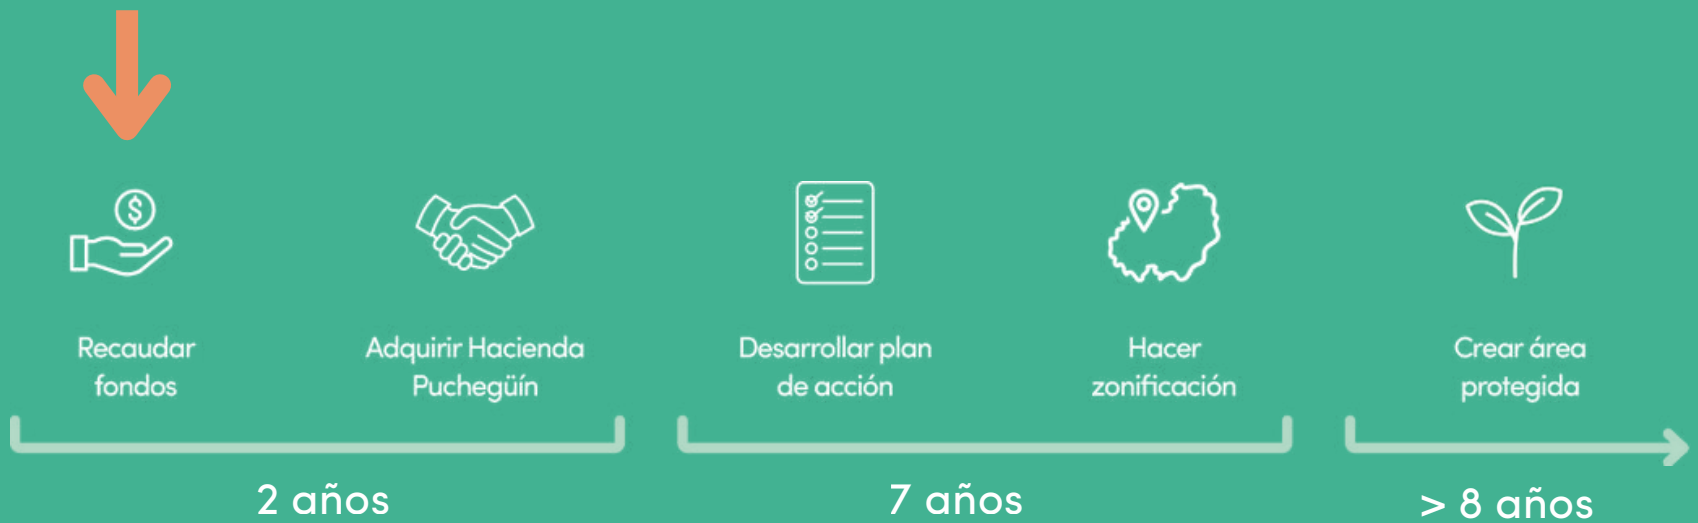 $
Recaudar
fondos
Adquirir Hacienda
Puchegüín
Desarrollar plan
de acción
Hacer
zonificación
Crear área
protegida
2 años
7 años
> 8 años